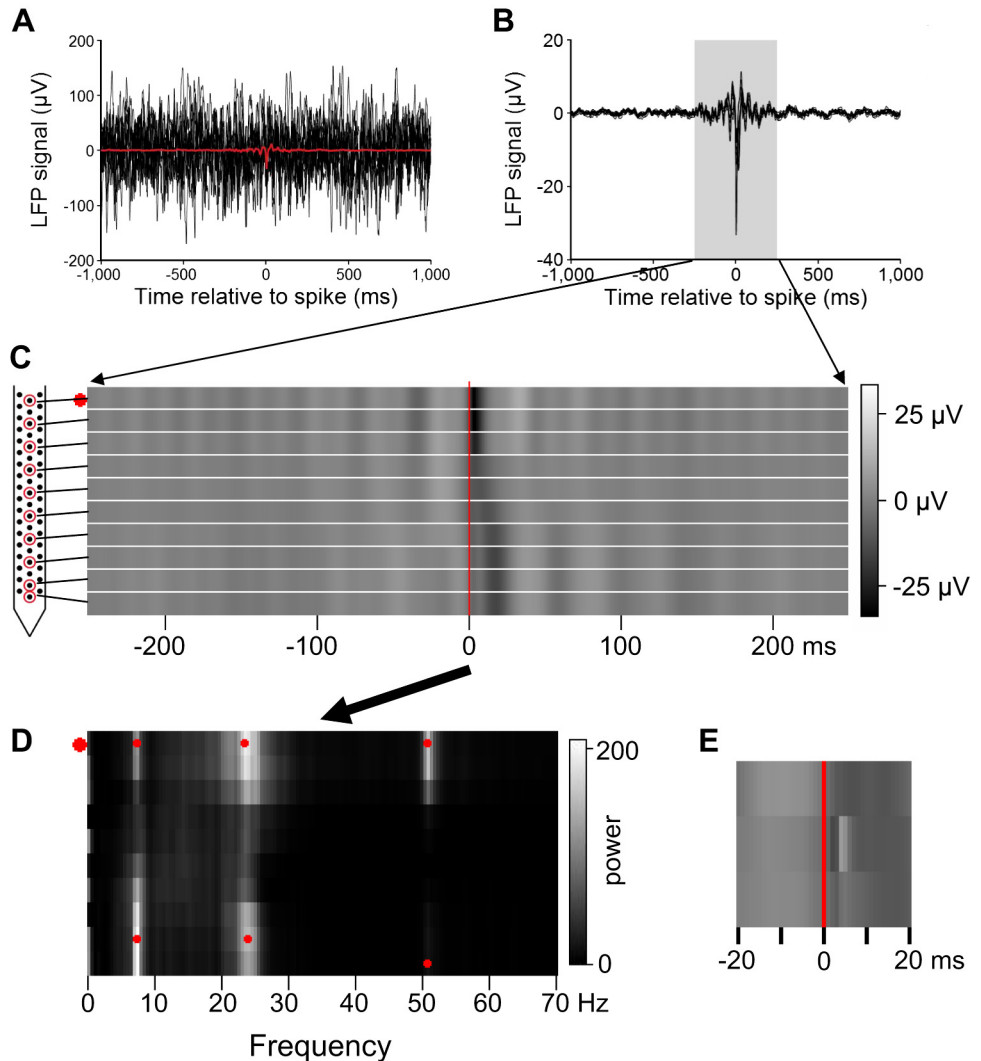 A
B
200
100
0
-100
-200
LFP signal (µV)
-1,000 -500 0 500 1,000
Time relative to spike (ms)
20
0
-20
-40
LFP signal (µV)
-1,000 -500 0 500 1,000
Time relative to spike (ms)
C
25 µV
0 µV
-25 µV
-200 -100 0 100 200 ms
D
200
power
0
0 10 20 30 40 50 60 70 Hz
Frequency
E
-20 0 20 ms